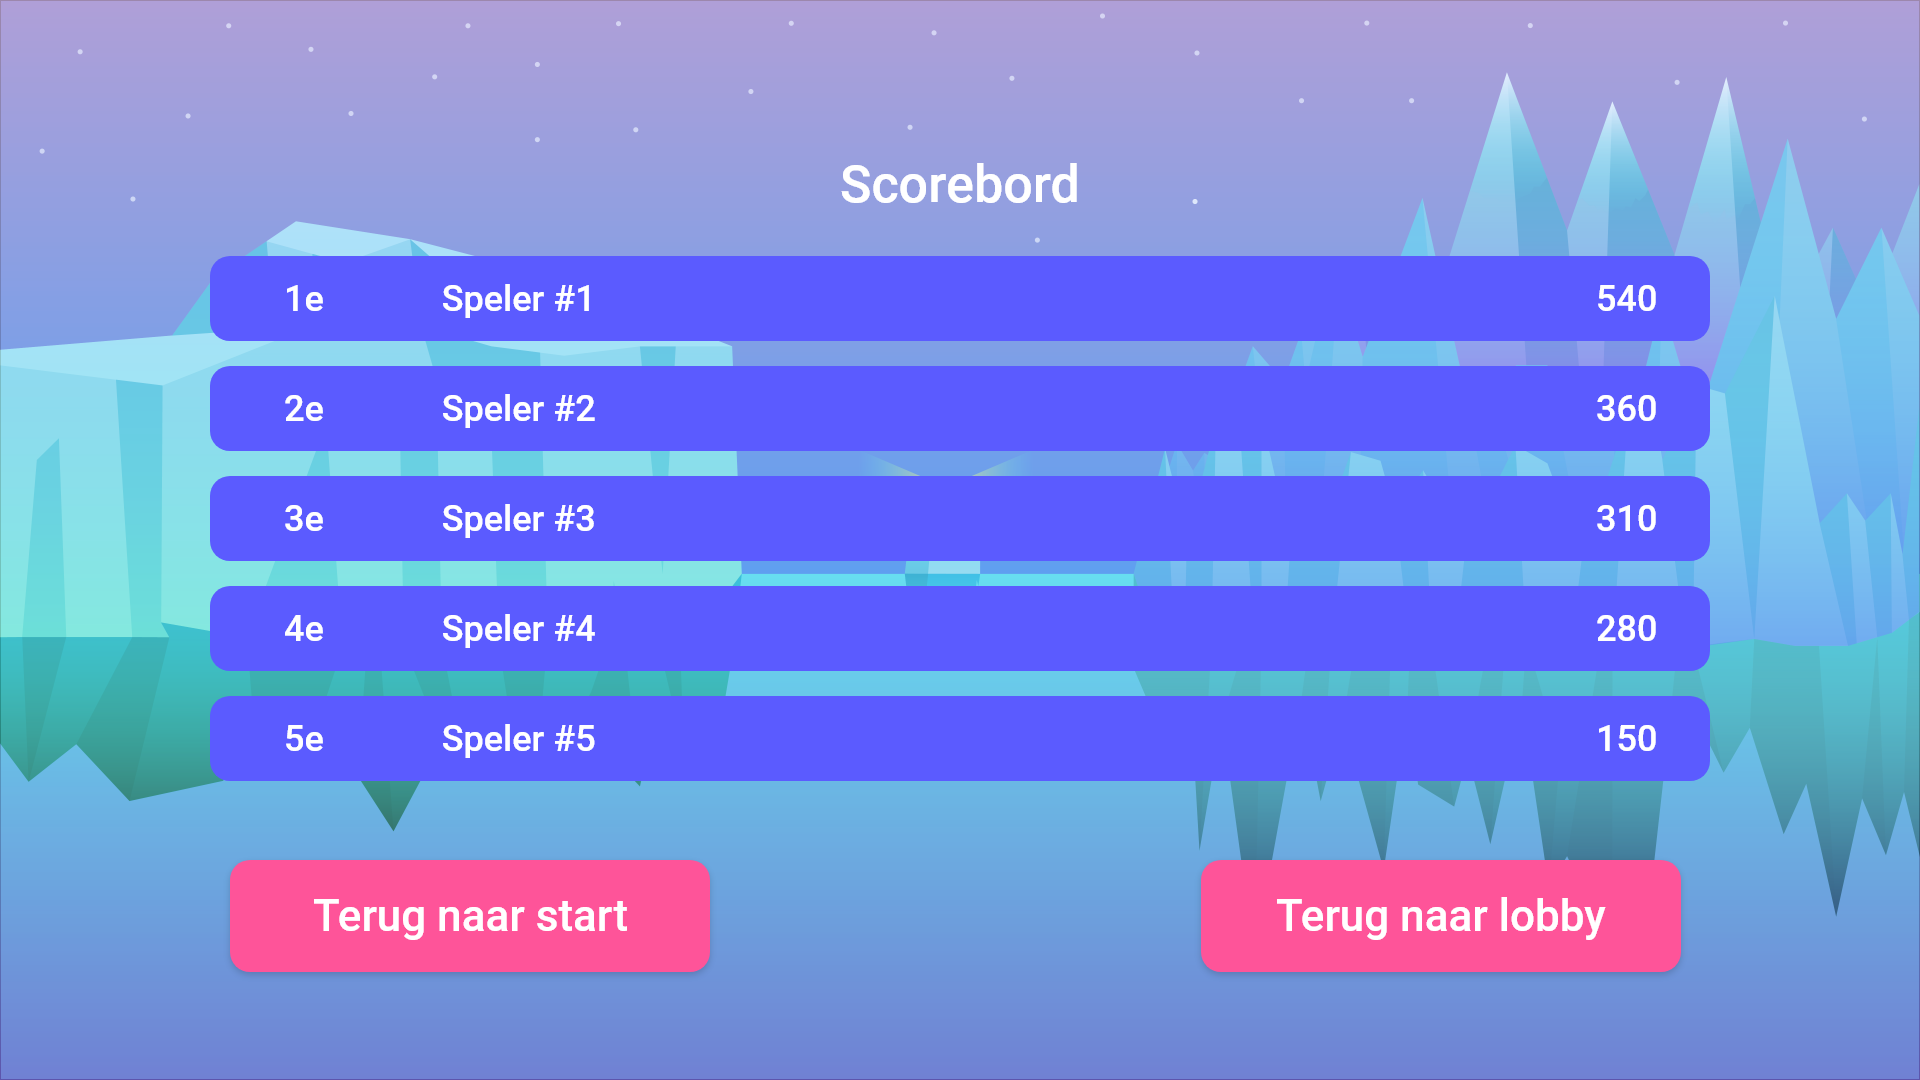 Scorebord
1e Speler #1 540
2e Speler #2 360
3e Speler #3 310
4e Speler #4 280
5e Speler #5 150
Terug naar start
Terug naar lobby